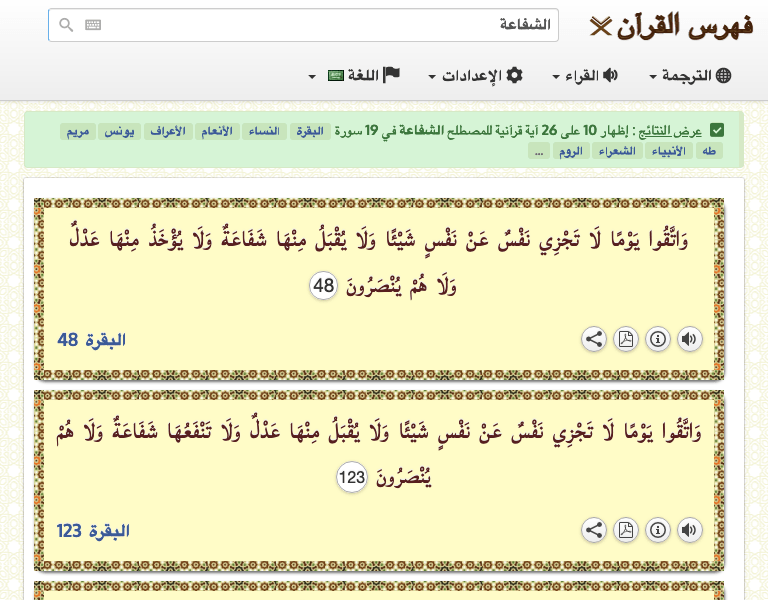 فهرس القرآن
الشفاعة
الترجمة القراء الإعدادات اللغة
عرض النتائج : إظهار 10 على 26 آية قرآنية للمصطلح الشفاعة في 19 سورة البقرة النساء الأنعام الأعراف يونس مريم
طه الأنبياء الشعراء الروم ...
وَاتَّقُوا يَوْمًا لَا تَجْزِي نَفْسٌ عَنْ نَفْسٍ شَيْئًا وَلَا يُقْبَلُ مِنْهَا شَفَاعَةٌ وَلَا يُؤْخَذُ مِنْهَا عَدْلٌ
وَلَا هُمْ يُنْصَرُونَ 48
البقرة 48
وَاتَّقُوا يَوْمًا لَا تَجْزِي نَفْسٌ عَنْ نَفْسٍ شَيْئًا وَلَا يُقْبَلُ مِنْهَا عَدْلٌ وَلَا تَنْفَعُهَا شَفَاعَةٌ وَلَا هُمْ
يُنْصَرُونَ 123
البقرة 123